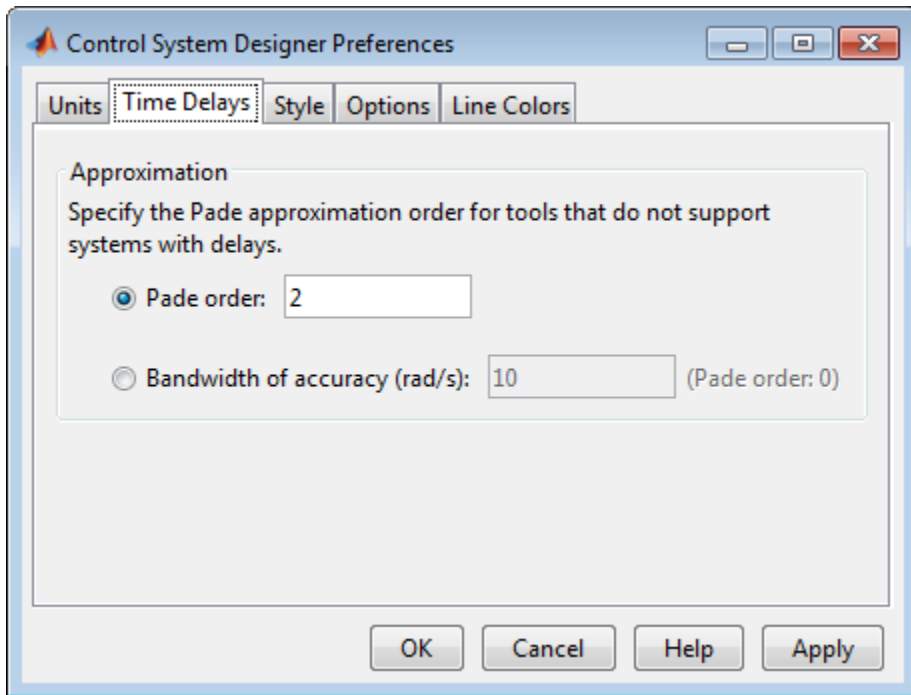 Control System Designer Preferences
Units Time Delays Style Options Line Colors
Approximation
Specify the Pade approximation order for tools that do not support
systems with delays.
Pade order: 2
Bandwidth of accuracy (rad/s): 10 (Pade order: 0)
OK Cancel Help Apply